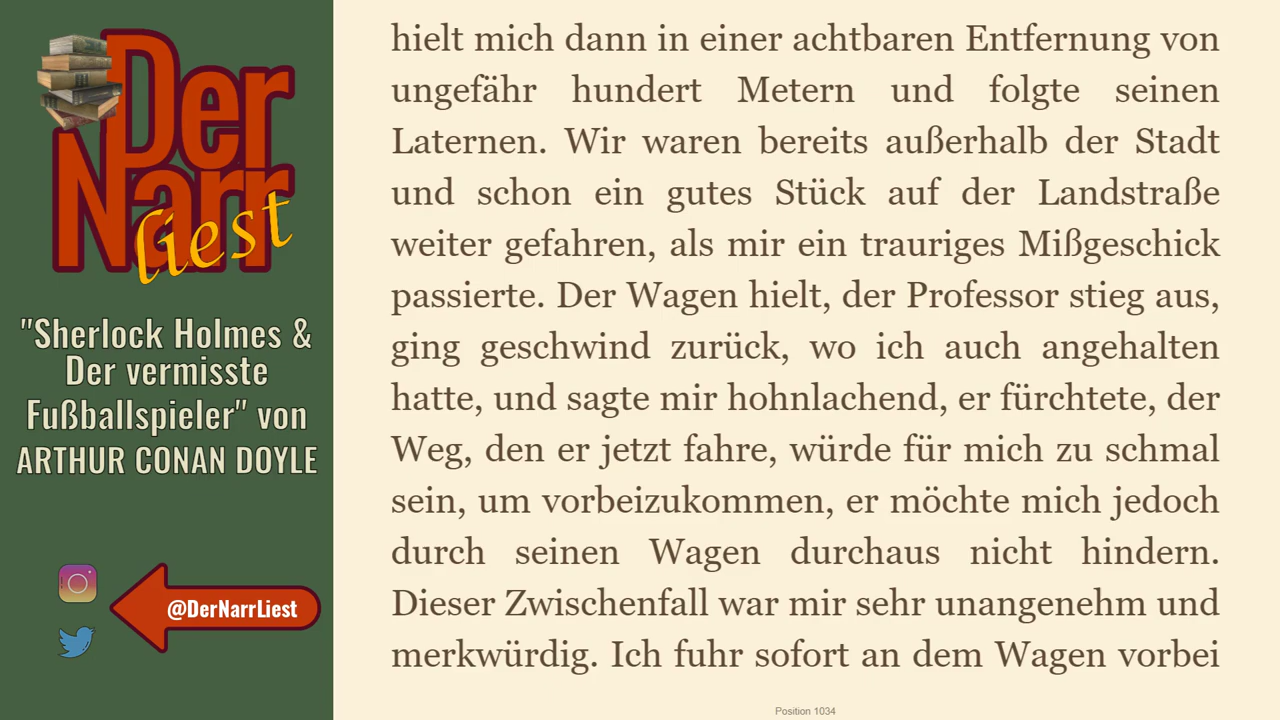 Der
Narr
liest
"Sherlock Holmes &
Der vermisste
Fußballspieler" von
ARTHUR CONAN DOYLE
@DerNarrLiest
hielt mich dann in einer achtbaren Entfernung von
ungefähr hundert Metern und folgte seinen
Laternen. Wir waren bereits außerhalb der Stadt
und schon ein gutes Stück auf der Landstraße
weiter gefahren, als mir ein trauriges Mißgeschick
passierte. Der Wagen hielt, der Professor stieg aus,
ging geschwind zurück, wo ich auch angehalten
hatte, und sagte mir hohnlachend, er fürchtete, der
Weg, den er jetzt fahre, würde für mich zu schmal
sein, um vorbeizukommen, er möchte mich jedoch
durch seinen Wagen durchaus nicht hindern.
Dieser Zwischenfall war mir sehr unangenehm und
merkwürdig. Ich fuhr sofort an dem Wagen vorbei
Position 1034